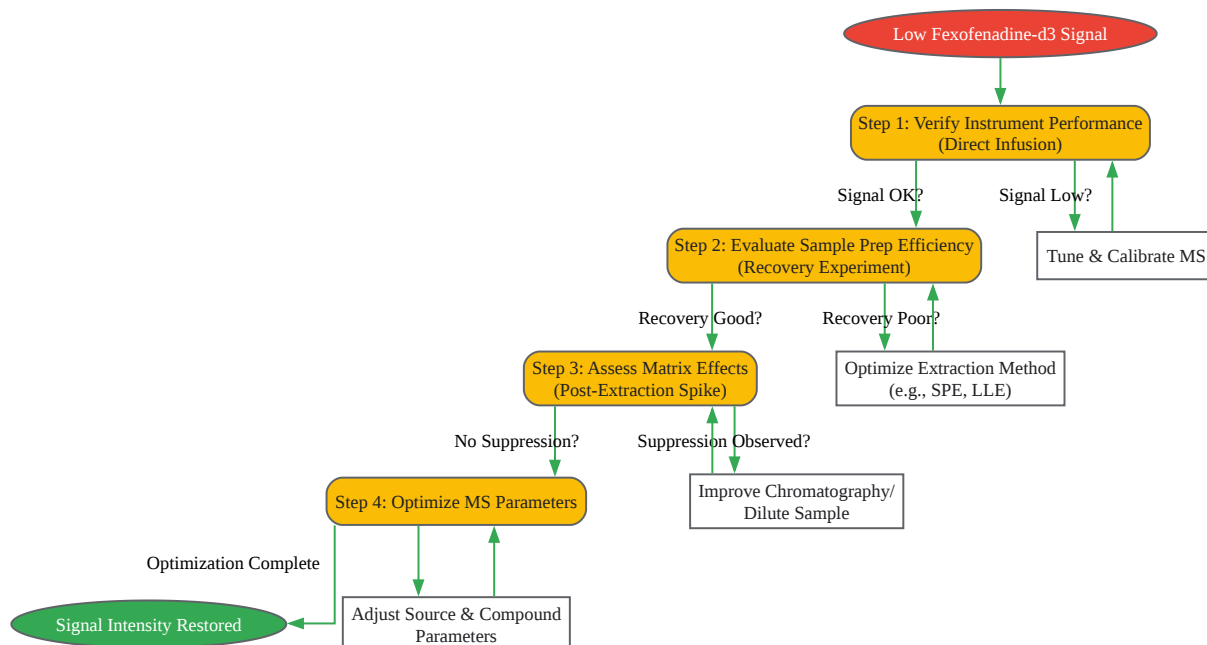 Low Fexofenadine-d3 Signal
Step 1: Verify Instrument Performance
(Direct Infusion)
Signal OK?
Signal Low?
Step 2: Evaluate Sample Prep Efficiency
(Recovery Experiment)
Tune & Calibrate MS
Recovery Good?
Recovery Poor?
Step 3: Assess Matrix Effects
(Post-Extraction Spike)
Optimize Extraction Method
(e.g., SPE, LLE)
No Suppression?
Suppression Observed?
Step 4: Optimize MS Parameters
Improve Chromatography/
Dilute Sample
Optimization Complete
Signal Intensity Restored
Adjust Source & Compound
Parameters